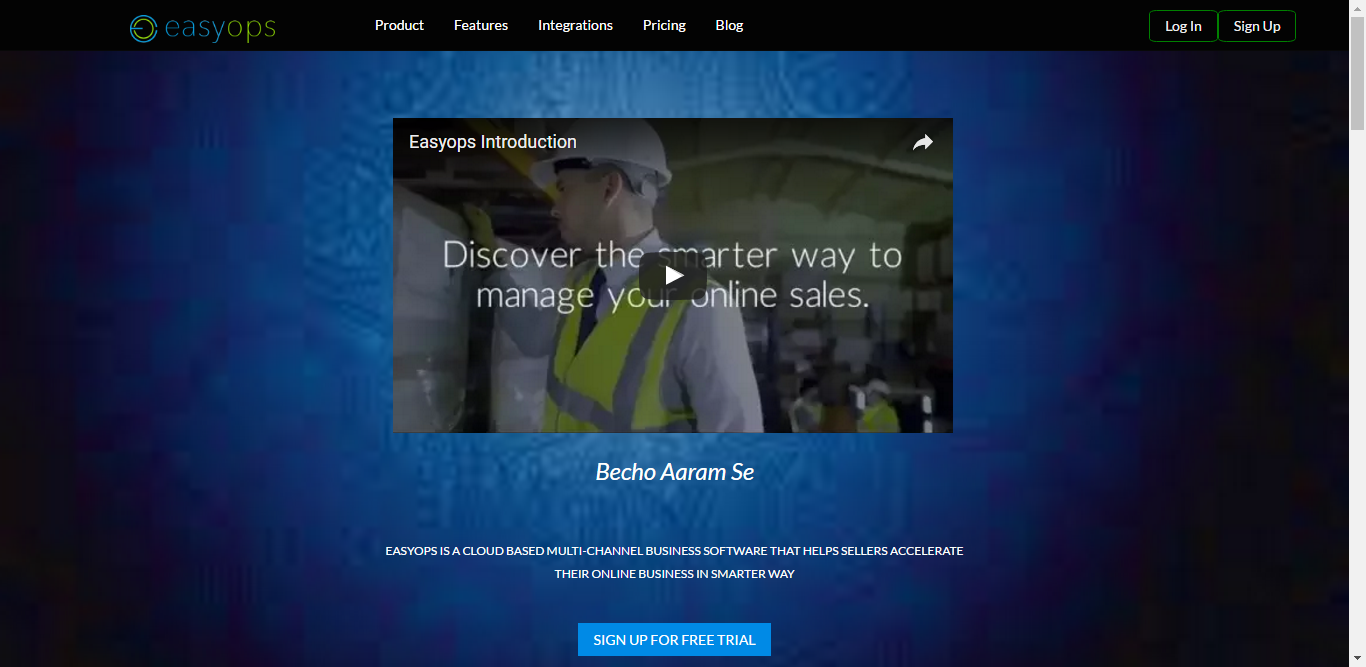 easyops
Product Features Integrations Pricing Blog
Log In Sign Up
Easyops Introduction
Discover the smarter way to
manage your online sales.
Becho Aaram Se
EASYOPS IS A CLOUD BASED MULTI-CHANNEL BUSINESS SOFTWARE THAT HELPS SELLERS ACCELERATE
THEIR ONLINE BUSINESS IN SMARTER WAY
SIGN UP FOR FREE TRIAL